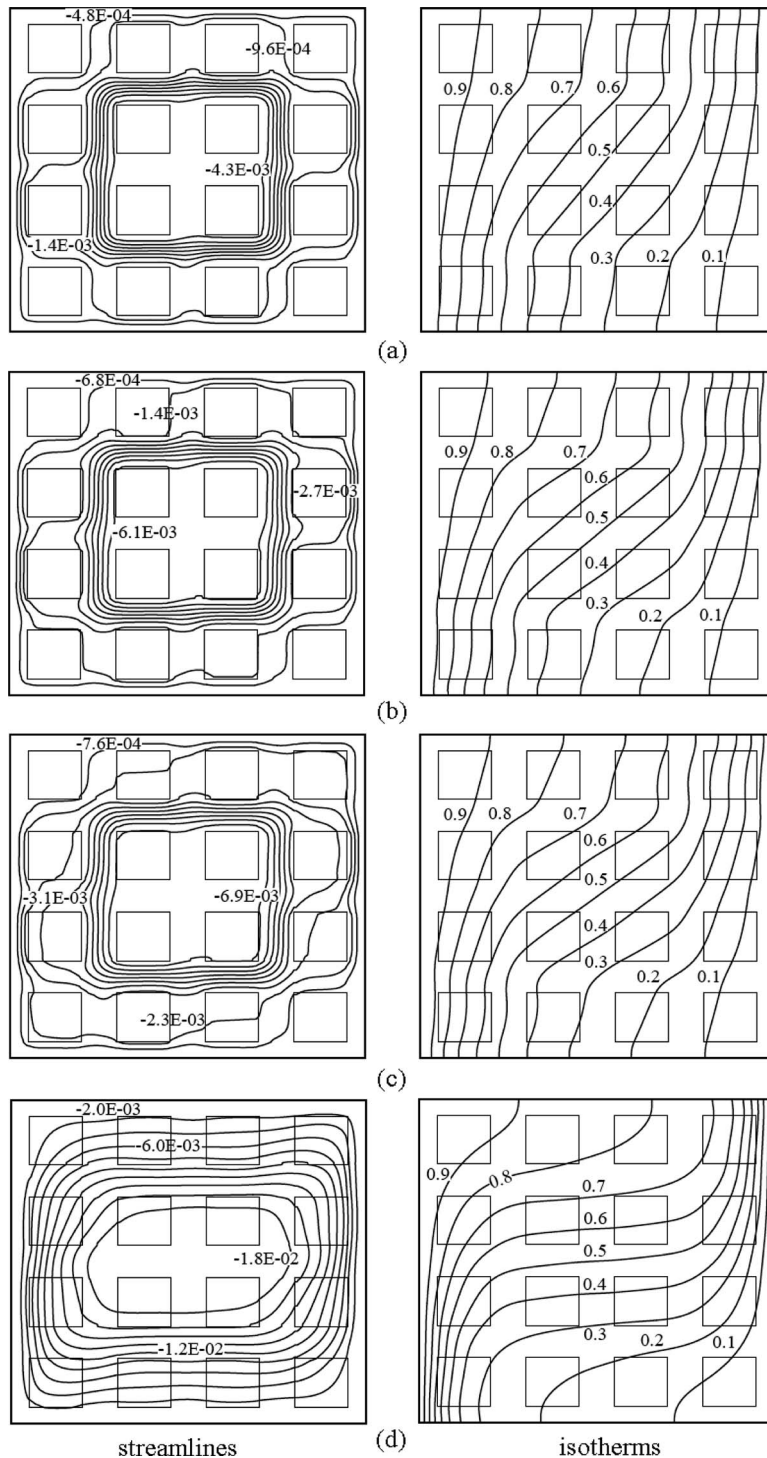 -4.8E-04
-9.6E-04
-4.3E-03
-1.4E-03
0.9
0.8
0.7
0.6
0.5
0.4
0.3
0.2
0.1
(a)
-6.8E-04
-1.4E-03
-2.7E-03
-6.1E-03
0.9
0.8
0.7
0.6
0.5
0.4
0.3
0.2
0.1
(b)
-7.6E-04
-3.1E-03
-6.9E-03
-2.3E-03
0.9
0.8
0.7
0.6
0.5
0.4
0.3
0.2
0.1
(c)
-2.0E-03
-6.0E-03
-1.8E-02
-1.2E-02
0.9
0.8
0.7
0.6
0.5
0.4
0.3
0.2
0.1
(d)
streamlines
isotherms